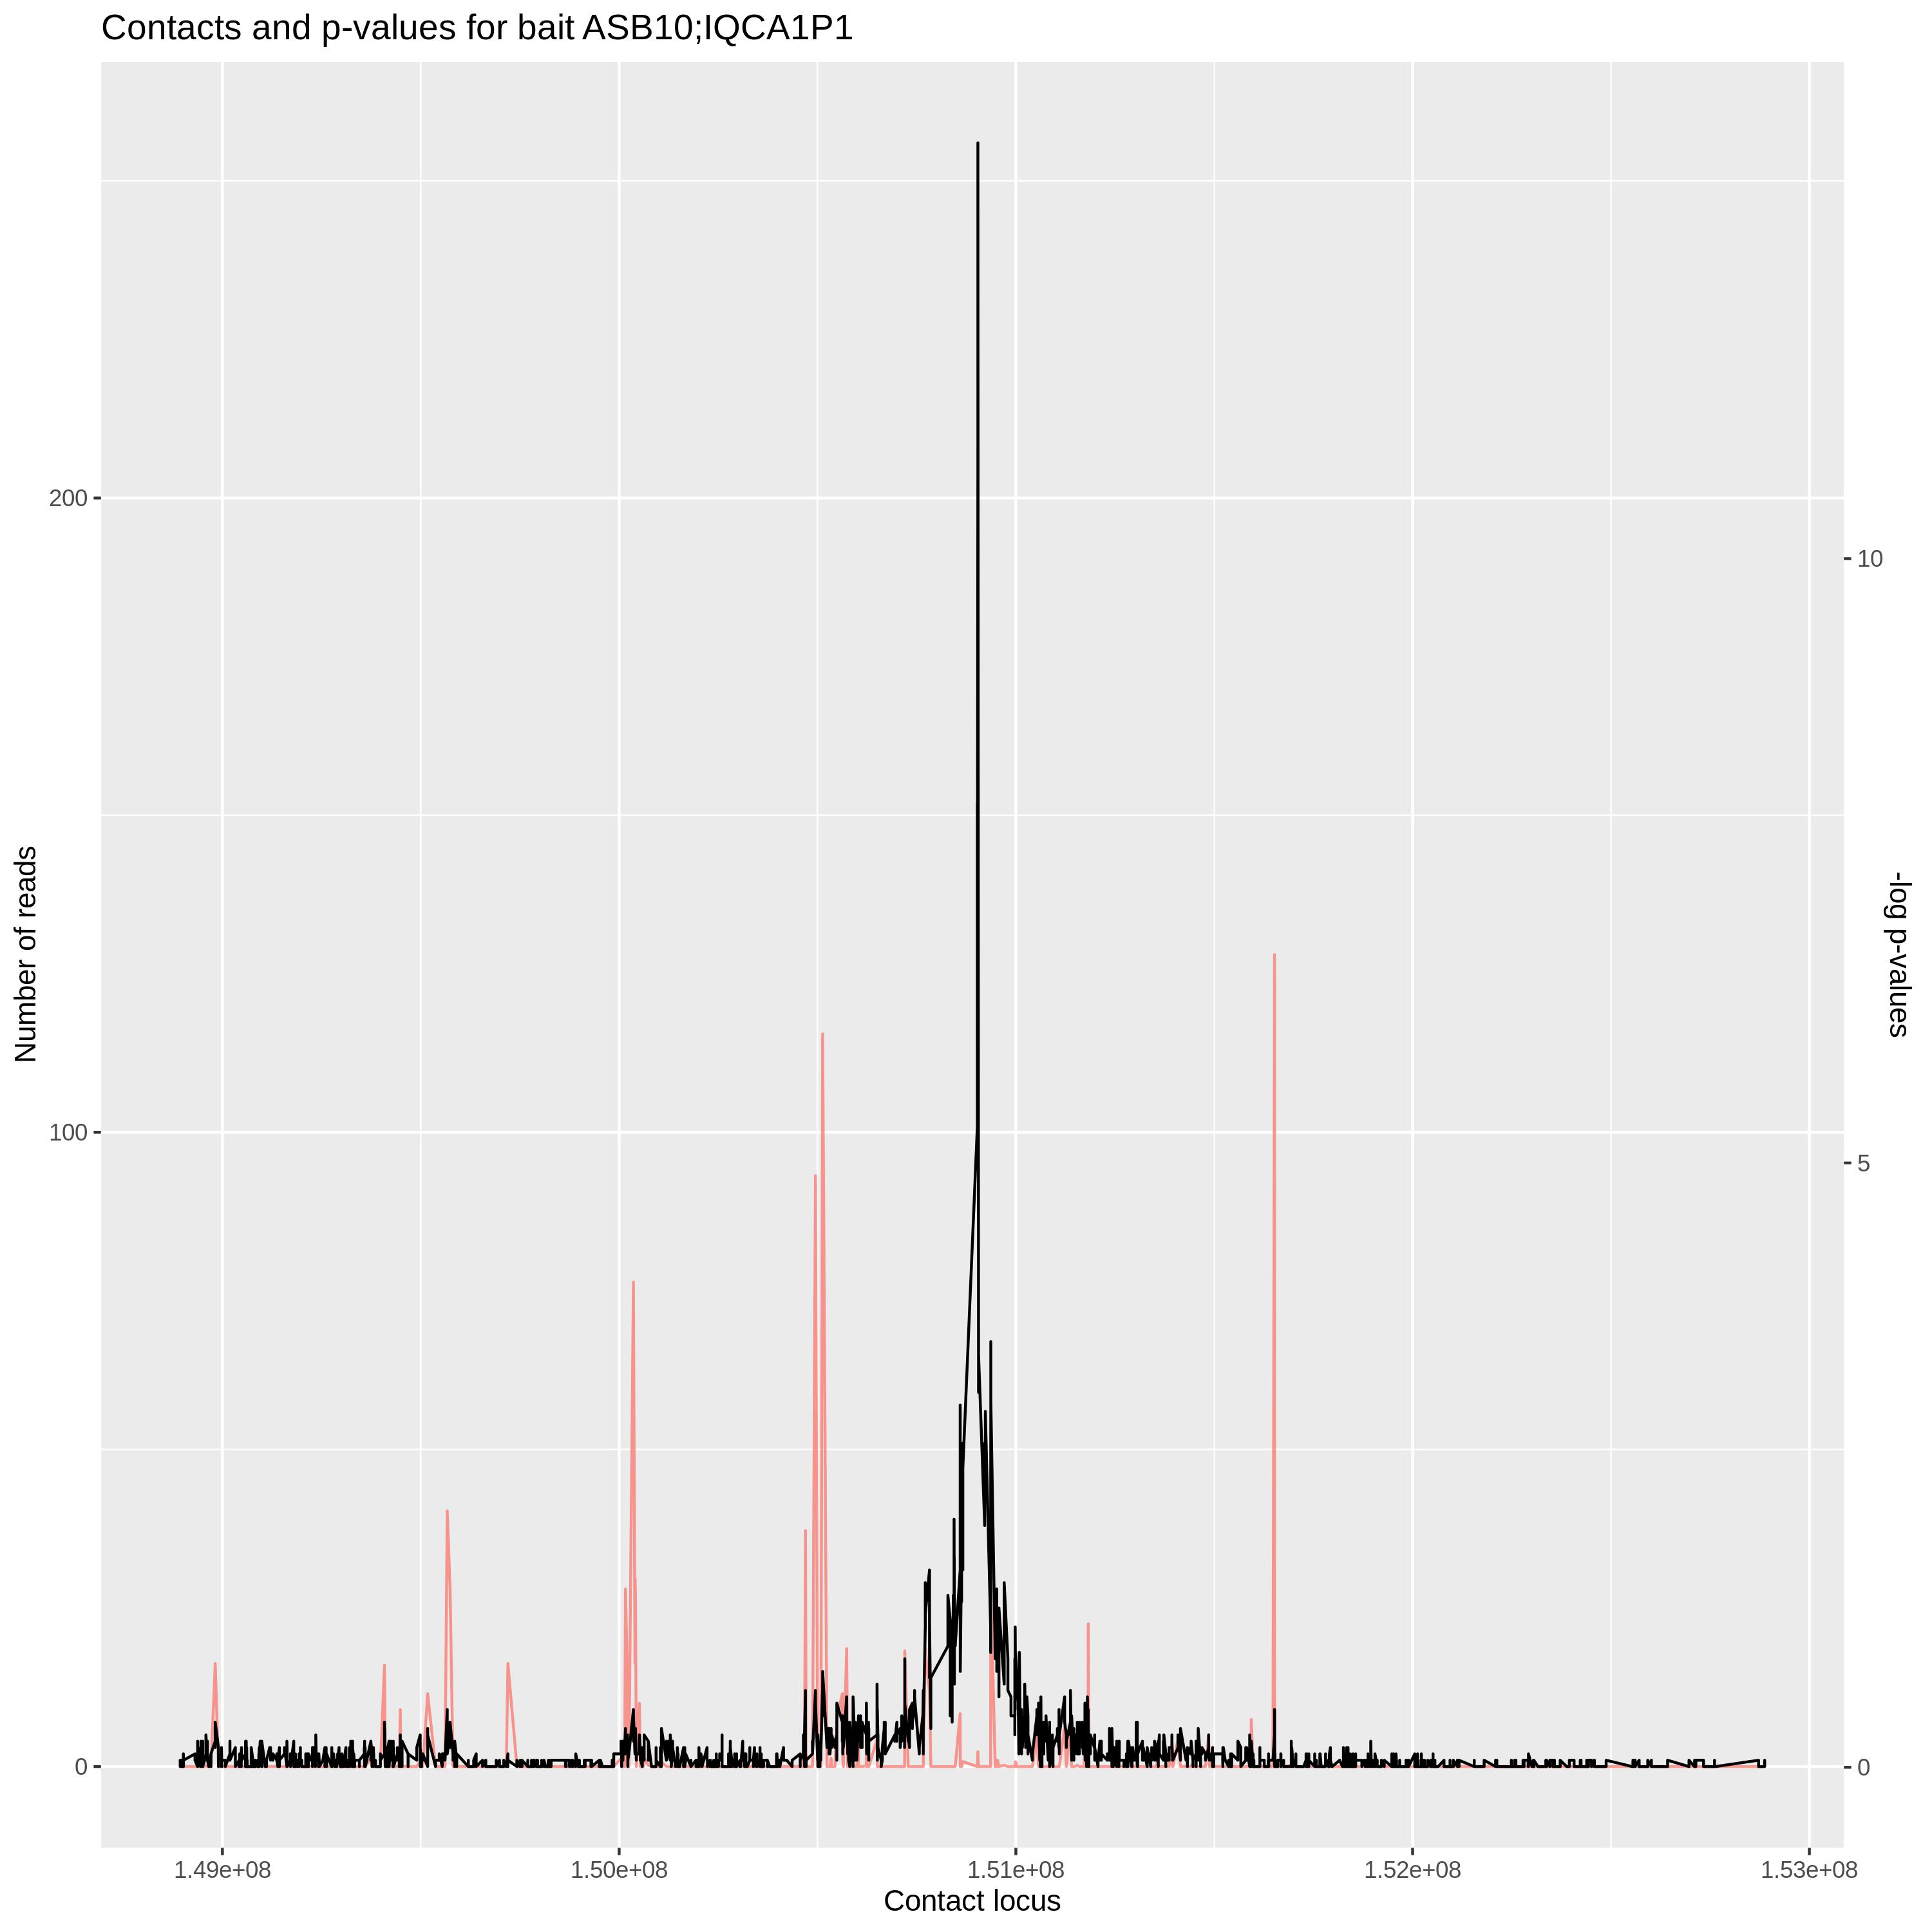 Contacts and p-values for bait ASB10;IQCA1P1
200
100
0
Number of reads
10
5
0
-log p-values
1.49e+08
1.50e+08
1.51e+08
1.52e+08
1.53e+08
Contact locus